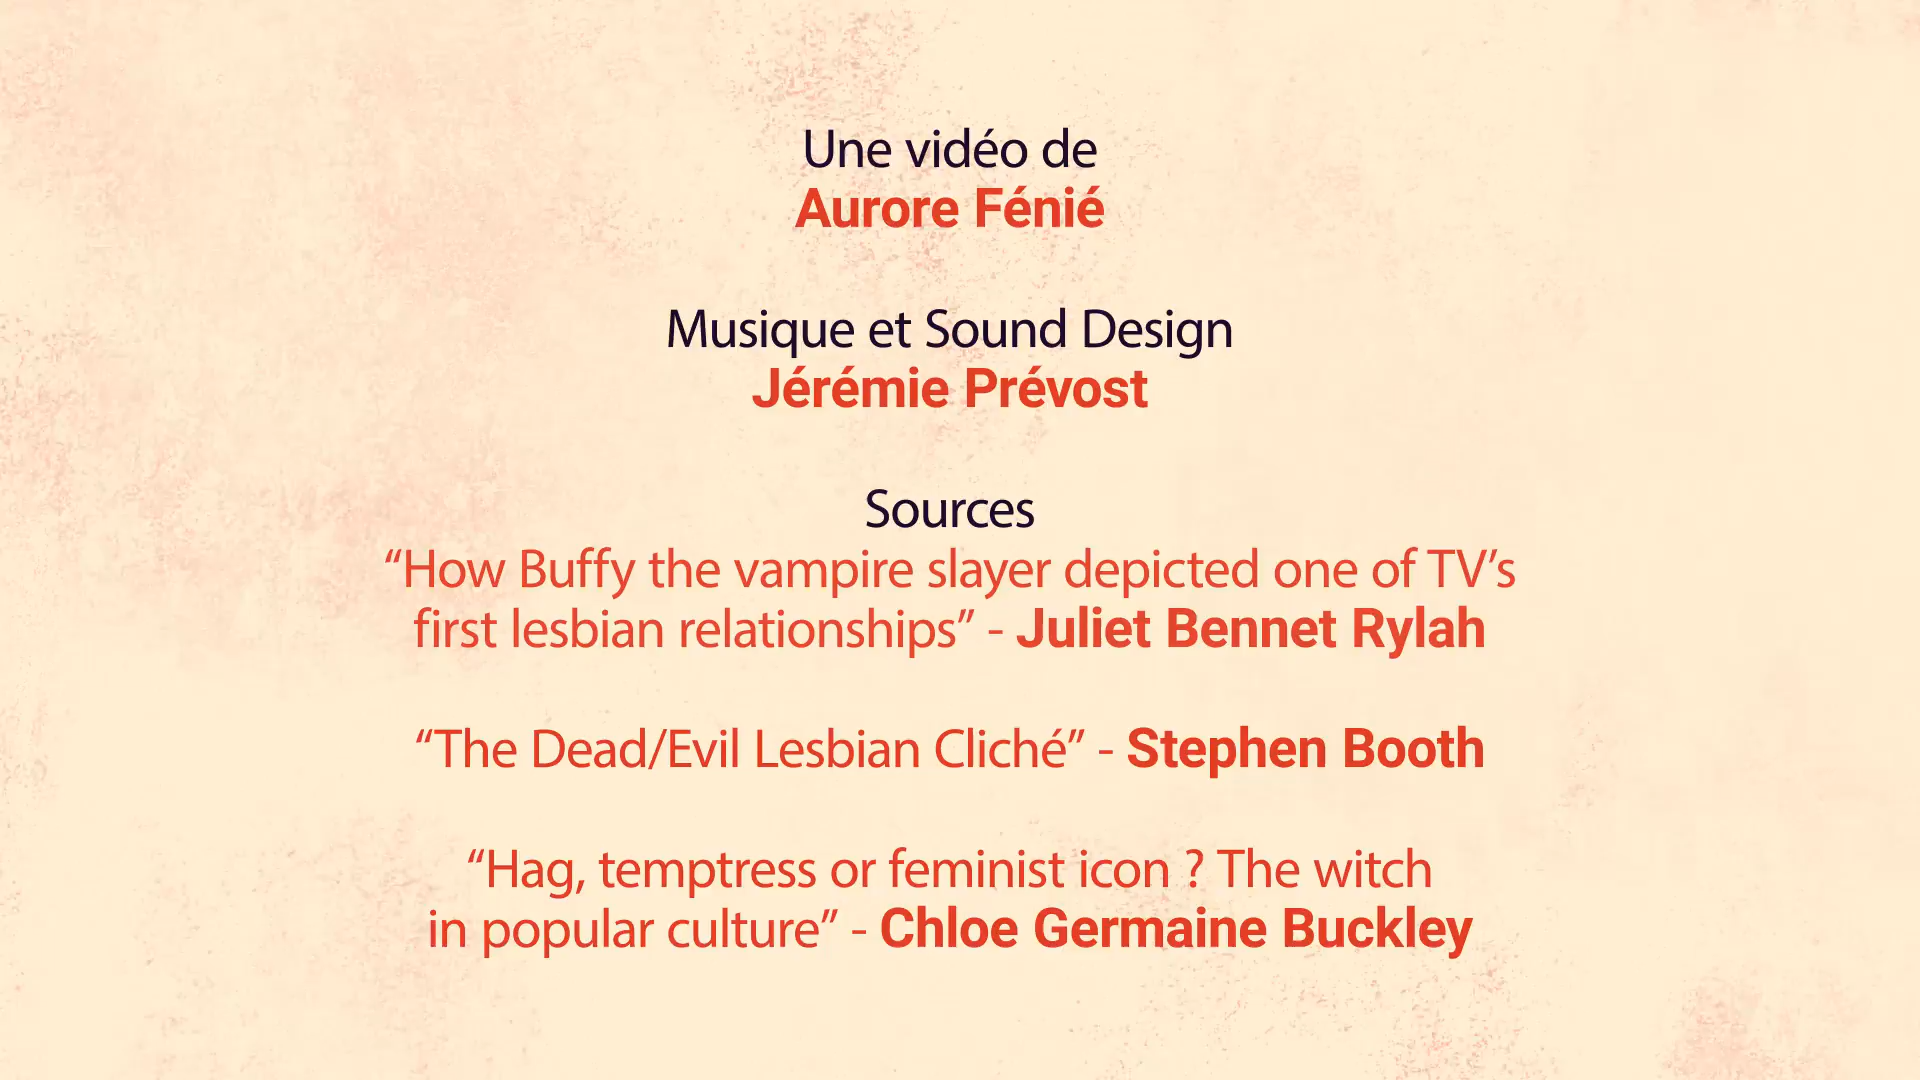 Une vidéo de
Aurore Fénié
Musique et Sound Design
Jérémie Prévost
Sources
“How Buffy the vampire slayer depicted one of TV’s
first lesbian relationships” - Juliet Bennet Rylah
“The Dead/Evil Lesbian Cliché” - Stephen Booth
“Hag, temptress or feminist icon ? The witch
in popular culture” - Chloe Germaine Buckley